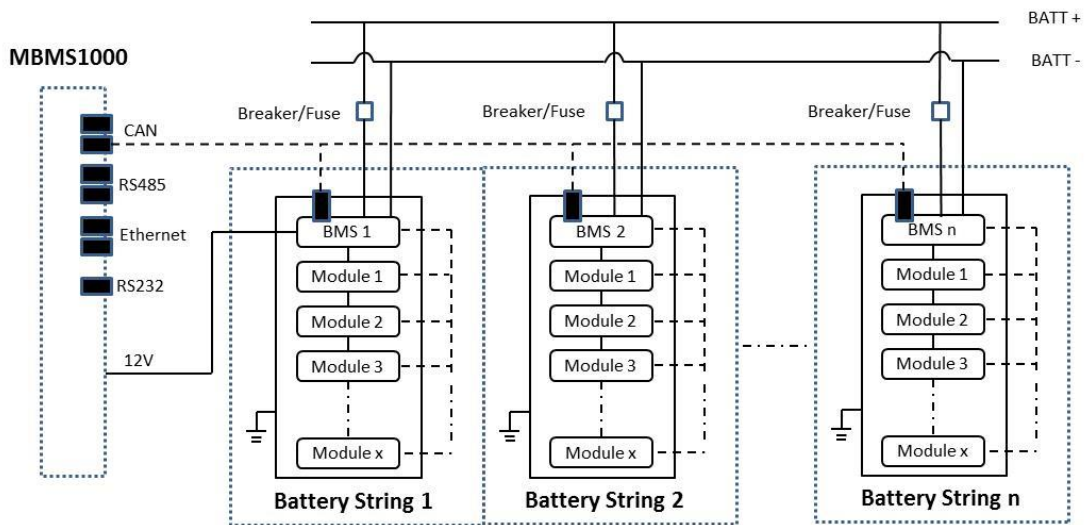 BATT +
MBMS1000
BATT -
Breaker/Fuse
Breaker/Fuse
Breaker/Fuse
CAN
RS485
Ethernet
RS232
12V
BMS 1
Module 1
Module 2
Module 3
Module x
Battery String 1
BMS 2
Module 1
Module 2
Module 3
Module x
Battery String 2
BMS n
Module 1
Module 2
Module 3
Module x
Battery String n